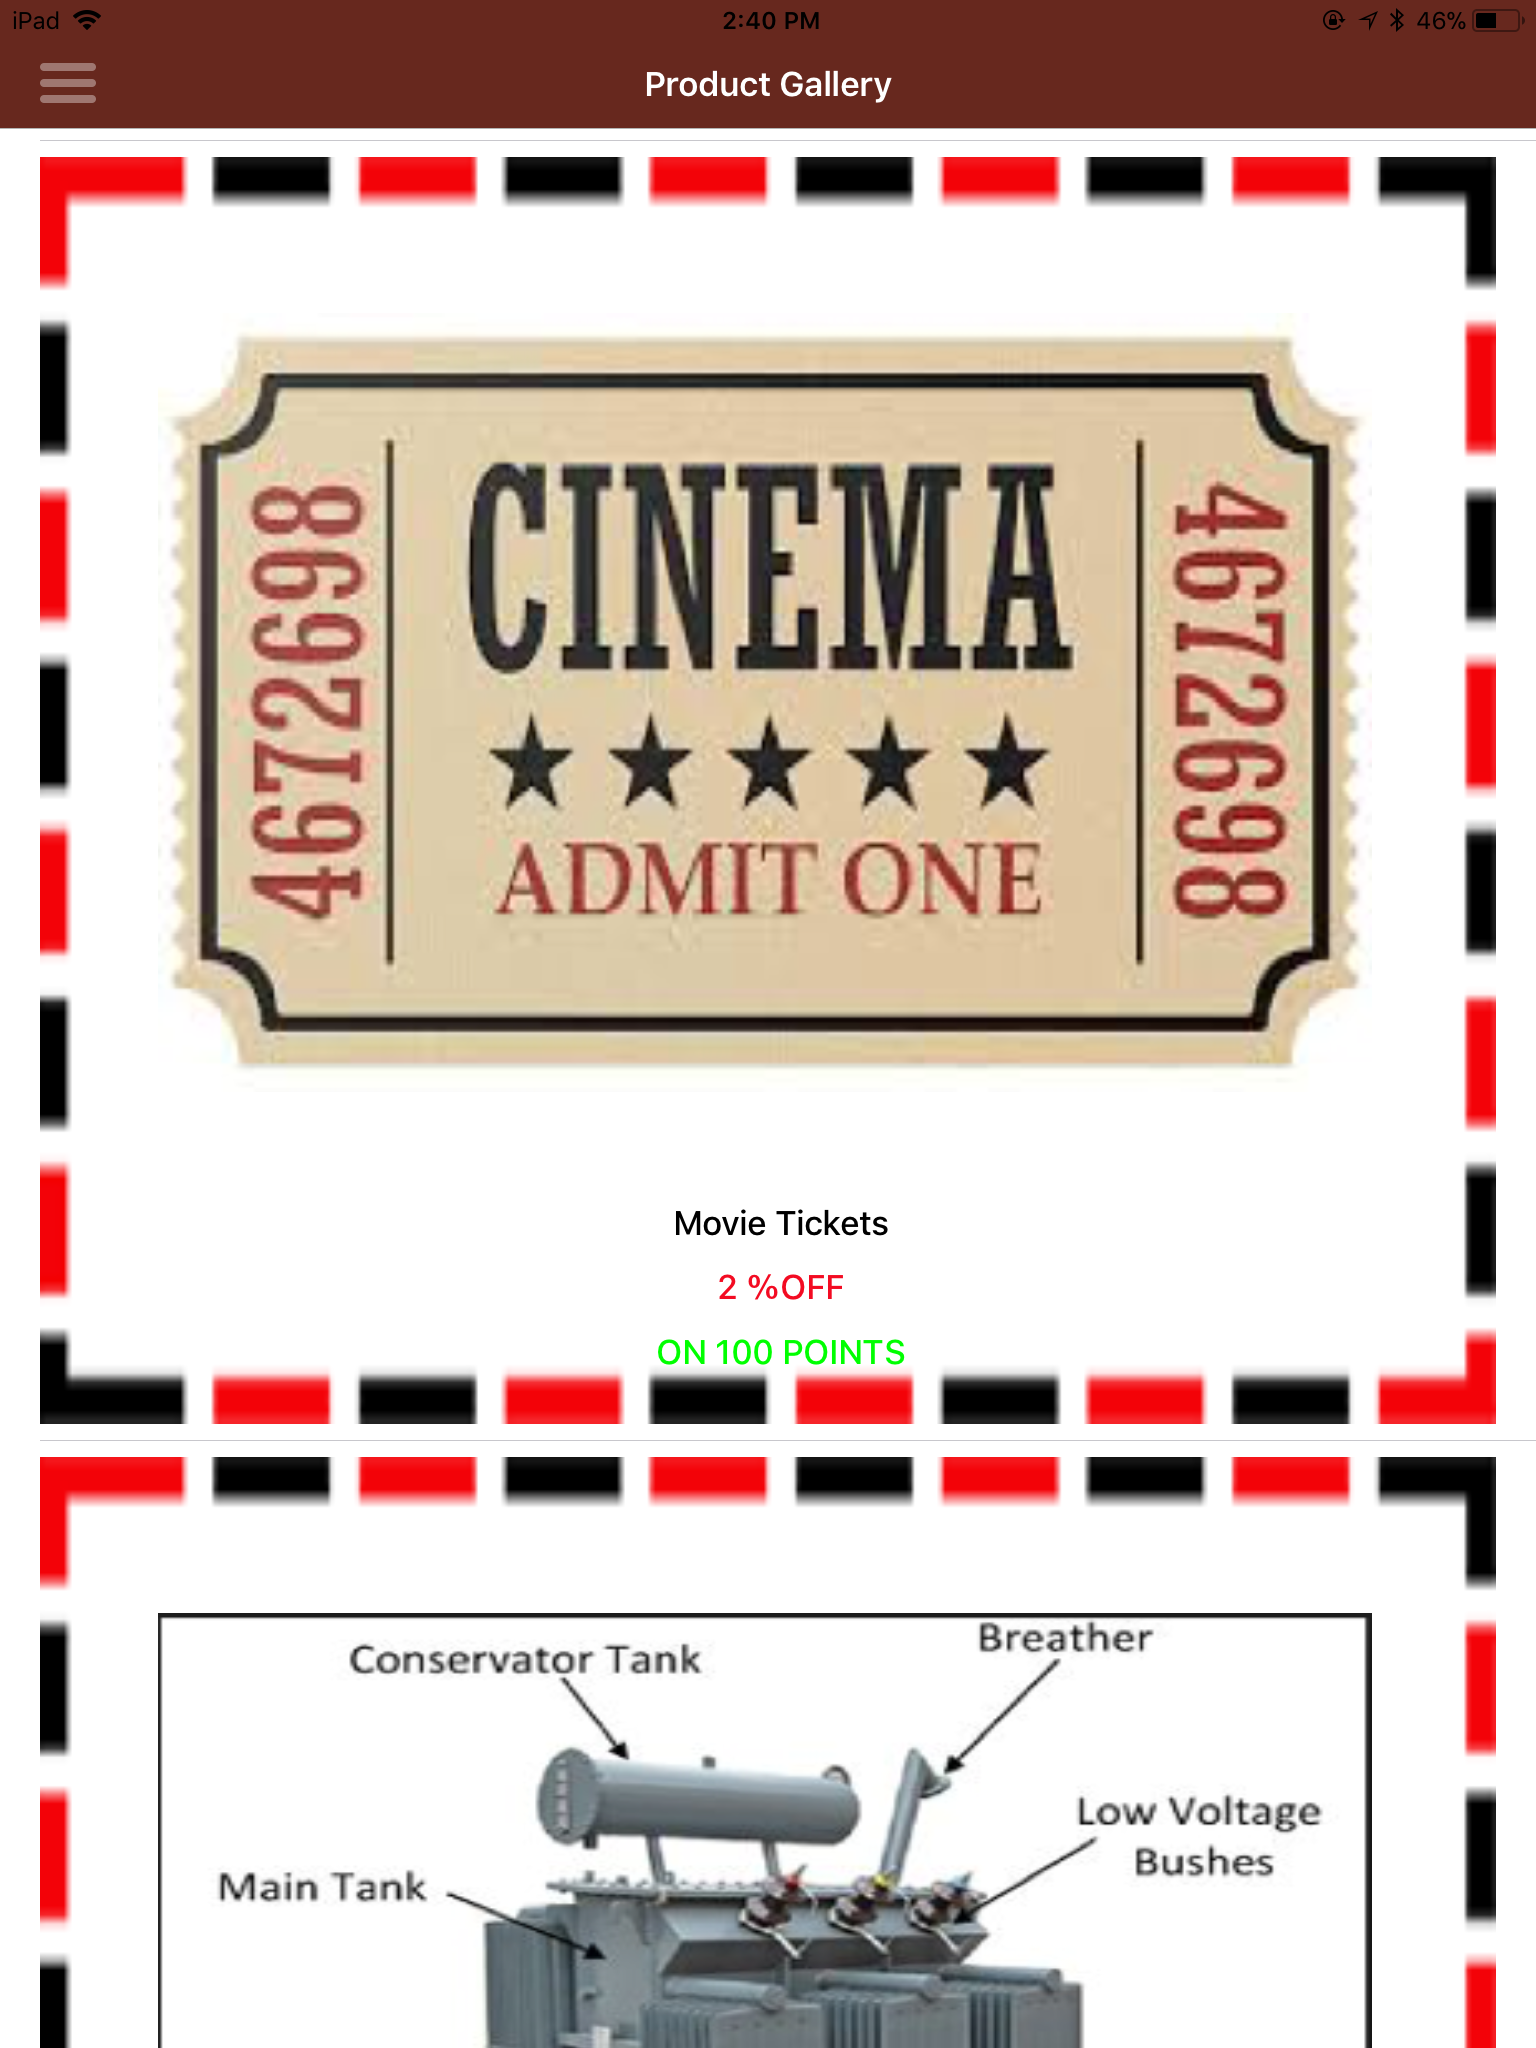 iPad
2:40 PM
46%
Product Gallery
4672698
CINEMA
ADMIT ONE
4672698
Movie Tickets
2 %OFF
ON 100 POINTS
Conservator Tank
Breather
Low Voltage
Bushes
Main Tank